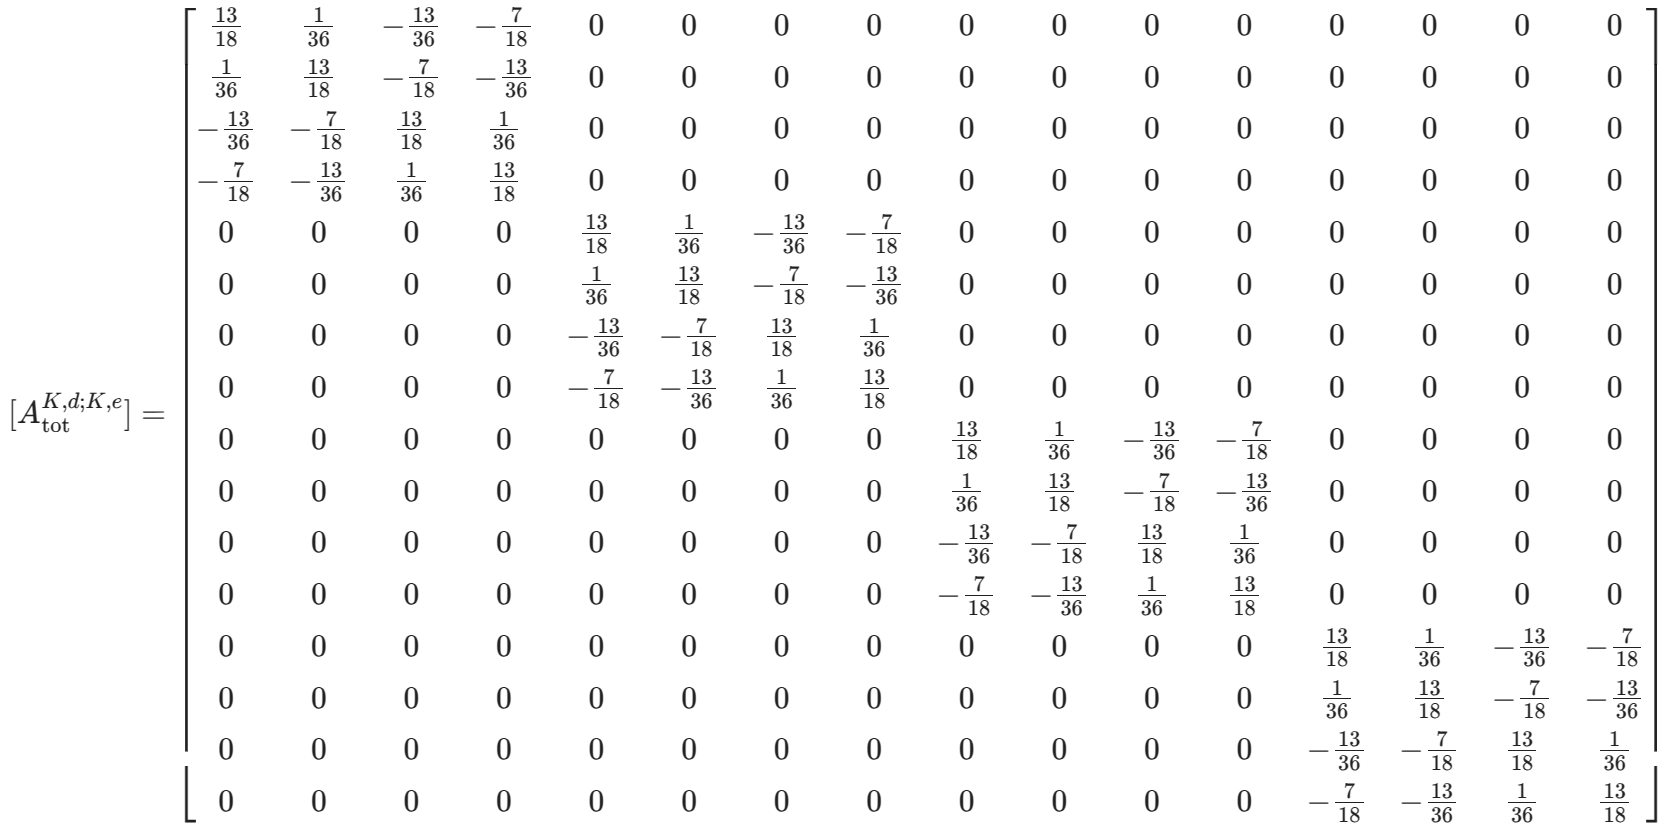 13/18 1/36 −13/36 −7/18 0 0 0 0 0 0 0 0 0 0 0 0
1/36 13/18 −7/18 −13/36 0 0 0 0 0 0 0 0 0 0 0 0
−13/36 −7/18 13/18 1/36 0 0 0 0 0 0 0 0 0 0 0 0
−7/18 −13/36 1/36 13/18 0 0 0 0 0 0 0 0 0 0 0 0
0 0 0 0 13/18 1/36 −13/36 −7/18 0 0 0 0 0 0 0 0
0 0 0 0 1/36 13/18 −7/18 −13/36 0 0 0 0 0 0 0 0
0 0 0 0 −13/36 −7/18 13/18 1/36 0 0 0 0 0 0 0 0
0 0 0 0 −7/18 −13/36 1/36 13/18 0 0 0 0 0 0 0 0
[A_tot^{K,d;K,e}] =
0 0 0 0 0 0 0 0 13/18 1/36 −13/36 −7/18 0 0 0 0
0 0 0 0 0 0 0 0 1/36 13/18 −7/18 −13/36 0 0 0 0
0 0 0 0 0 0 0 0 −13/36 −7/18 13/18 1/36 0 0 0 0
0 0 0 0 0 0 0 0 −7/18 −13/36 1/36 13/18 0 0 0 0
0 0 0 0 0 0 0 0 0 0 0 0 13/18 1/36 −13/36 −7/18
0 0 0 0 0 0 0 0 0 0 0 0 1/36 13/18 −7/18 −13/36
0 0 0 0 0 0 0 0 0 0 0 0 −13/36 −7/18 13/18 1/36
0 0 0 0 0 0 0 0 0 0 0 0 −7/18 −13/36 1/36 13/18